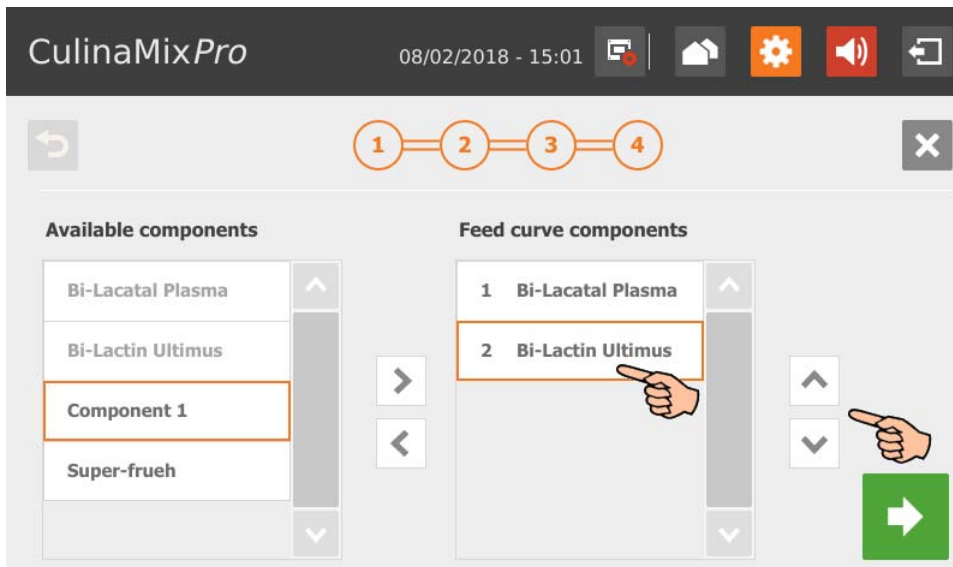 CulinaMixPro
08/02/2018 - 15:01
1
2
3
4
Available components
Bi-Lacatal Plasma
Bi-Lactin Ultimus
Component 1
Super-frueh
Feed curve components
1 Bi-Lacatal Plasma
2 Bi-Lactin Ultimus